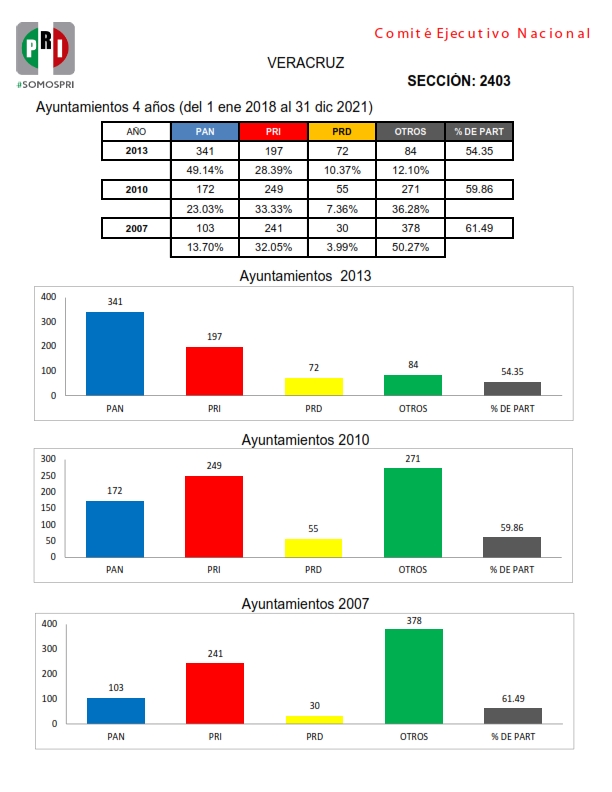 Comité Ejecutivo Nacional
PRI
#SOMOSPRI
VERACRUZ
SECCIÓN: 2403
Ayuntamientos 4 años (del 1 ene 2018 al 31 dic 2021)
AÑO PAN PRI PRD OTROS % DE PART
2013 341 197 72 84 54.35
49.14% 28.39% 10.37% 12.10%
2010 172 249 55 271 59.86
23.03% 33.33% 7.36% 36.28%
2007 103 241 30 378 61.49
13.70% 32.05% 3.99% 50.27%
Ayuntamientos 2013
400
300
200
100
0
341 197 72 84 54.35
PAN PRI PRD OTROS % DE PART
Ayuntamientos 2010
300
250
200
150
100
50
0
172 249 55 271 59.86
PAN PRI PRD OTROS % DE PART
Ayuntamientos 2007
400
300
200
100
0
103 241 30 378 61.49
PAN PRI PRD OTROS % DE PART